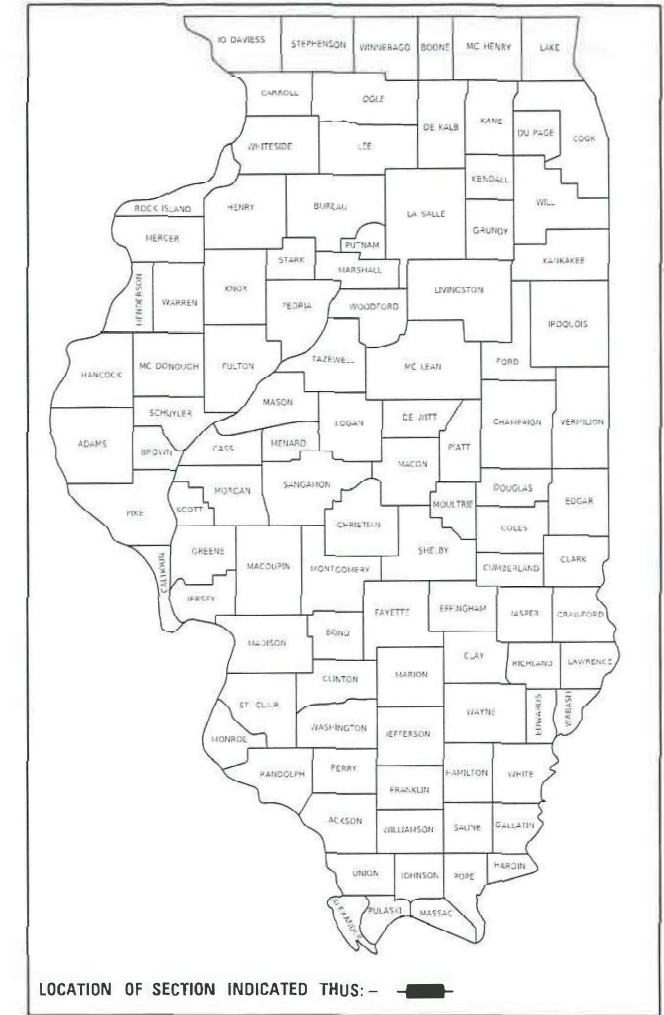 JO DAVIESS STEPHENSON WINNEBAGO BOONE MC HENRY LAKE
CARROLL OGLE DE KALB KANE DU PAGE COOK
WHITESIDE LEE
KENDALL WILL
ROCK ISLAND HENRY BUREAU LA SALLE
MERCER PUTNAM GRUNDY
STARK MARSHALL KANKAKEE
HENDERSON WARREN KNOX PEORIA WOODFORD LIVINGSTON
IROQUOIS
HANCOCK MC DONOUGH FULTON TAZEWELL MC LEAN FORD
MASON
SCHUYLER LOGAN DE WITT CHAMPAIGN VERMILION
ADAMS BROWN CASS MENARD PIATT
MACON
PIKE SCOTT MORGAN SANGAMON MOULTRIE DOUGLAS EDGAR
CHRISTIAN COLES
CALHOUN GREENE MACOUPIN MONTGOMERY SHELBY CUMBERLAND CLARK
JERSEY FAYETTE EFFINGHAM JASPER CRAWFORD
MADISON BOND
CLAY RICHLAND LAWRENCE
CLINTON MARION
ST. CLAIR WAYNE EDWARDS WABASH
MONROE WASHINGTON JEFFERSON
RANDOLPH PERRY HAMILTON WHITE
FRANKLIN
JACKSON WILLIAMSON SALINE GALLATIN
UNION JOHNSON POPE HARDIN
ALEXANDER PULASKI MASSAC
LOCATION OF SECTION INDICATED THUS: –